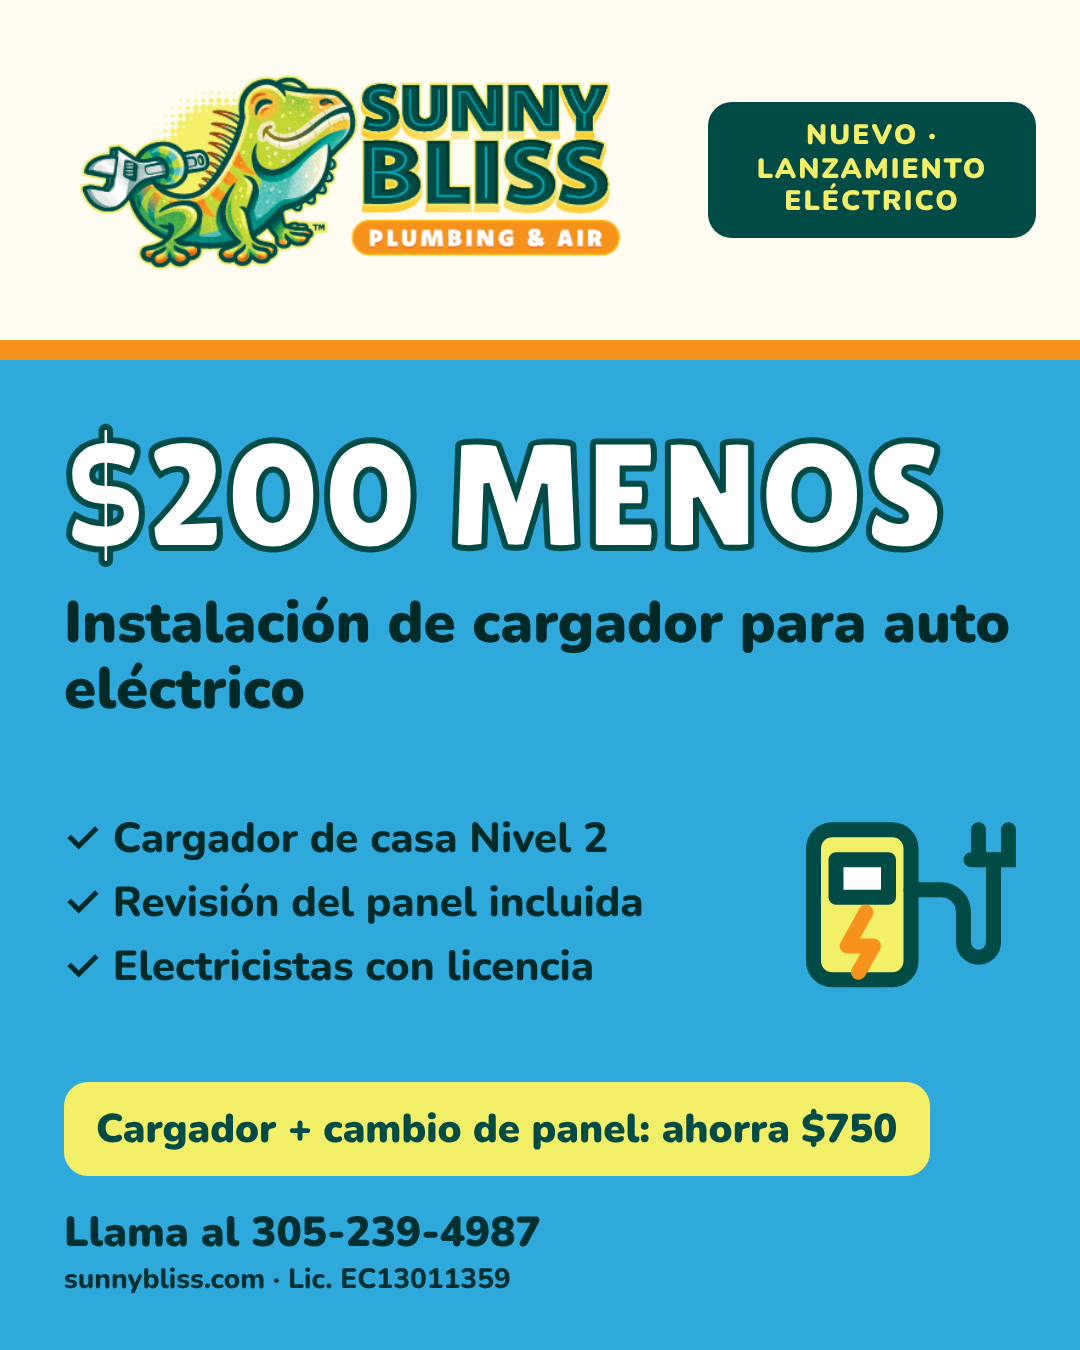 SUNNY
BLISS
PLUMBING & AIR
TM
NUEVO ·
LANZAMIENTO
ELÉCTRICO
$200 MENOS
Instalación de cargador para auto
eléctrico
✓ Cargador de casa Nivel 2
✓ Revisión del panel incluida
✓ Electricistas con licencia
Cargador + cambio de panel: ahorra $750
Llama al 305-239-4987
sunnybliss.com · Lic. EC13011359